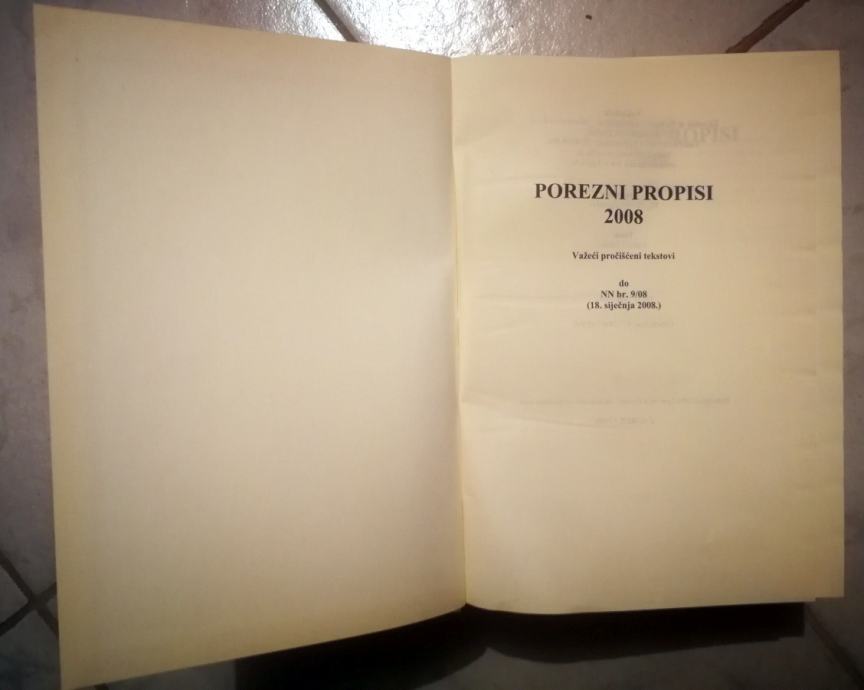 POREZNI PROPISI
2008
Važeći pročišćeni tekstovi
do
NN br. 9/08
(18. siječnja 2008.)